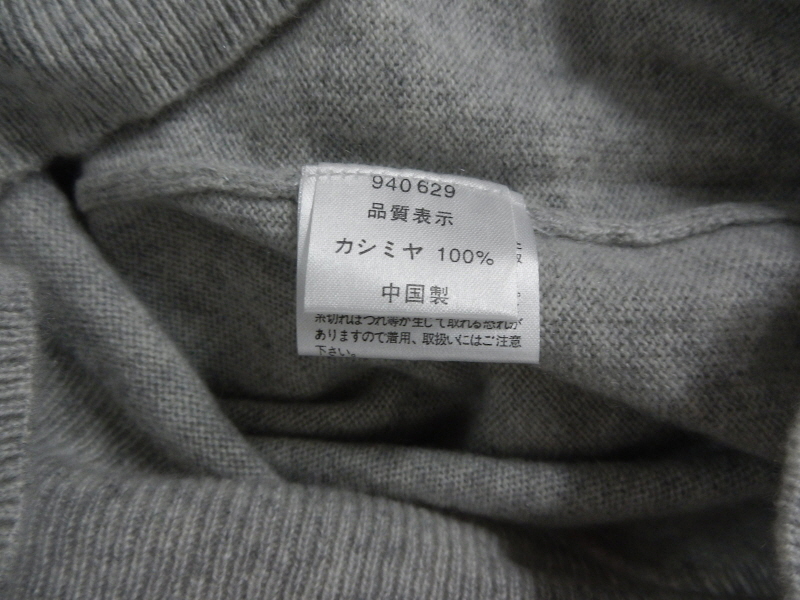 940629
品質表示
カシミヤ 100%
中国製
糸切れほつれ等が生じて取れる恐れが
ありますので着用、取扱いにはご注意
下さい。